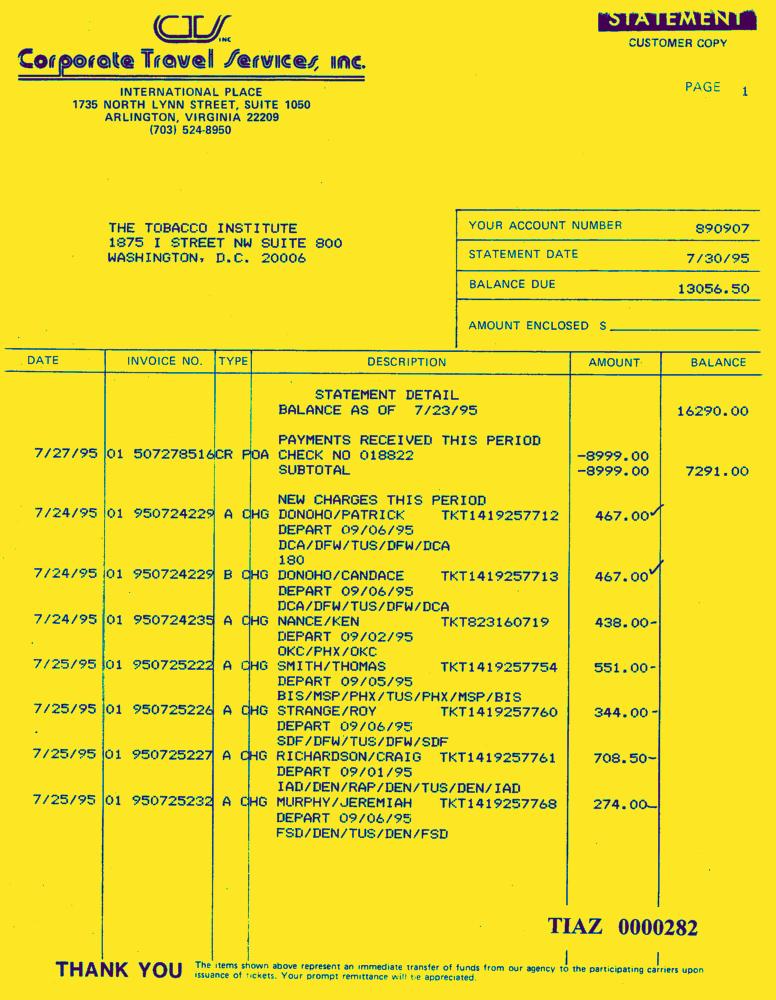 CTS INC
STATEMENT
CUSTOMER COPY
Corporate Travel Services, inc.
PAGE 1
INTERNATIONAL PLACE
1735 NORTH LYNN STREET, SUITE 1050
ARLINGTON, VIRGINIA 22209
(703) 524-8950
THE TOBACCO INSTITUTE
1875 I STREET NW SUITE 800
WASHINGTON, D.C. 20006
YOUR ACCOUNT NUMBER 890907
STATEMENT DATE 7/30/95
BALANCE DUE 13056.50
AMOUNT ENCLOSED $
DATE INVOICE NO. TYPE DESCRIPTION AMOUNT BALANCE
STATEMENT DETAIL
BALANCE AS OF 7/23/95 16290.00
PAYMENTS RECEIVED THIS PERIOD
7/27/95 01 507278516 CR POA CHECK NO 018822 -8999.00
SUBTOTAL -8999.00 7291.00
NEW CHARGES THIS PERIOD
7/24/95 01 950724229 A CHG DONOHO/PATRICK TKT1419257712 467.00✓
DEPART 09/06/95
DCA/DFW/TUS/DFW/DCA
180
7/24/95 01 950724229 B CHG DONOHO/CANDACE TKT1419257713 467.00✓
DEPART 09/06/95
DCA/DFW/TUS/DFW/DCA
7/24/95 01 950724235 A CHG NANCE/KEN TKT823160719 438.00-
DEPART 09/02/95
OKC/PHX/OKC
7/25/95 01 950725222 A CHG SMITH/THOMAS TKT1419257754 551.00-
DEPART 09/05/95
BIS/MSP/PHX/TUS/PHX/MSP/BIS
7/25/95 01 950725226 A CHG STRANGE/ROY TKT1419257760 344.00-
DEPART 09/06/95
SDF/DFW/TUS/DFW/SDF
7/25/95 01 950725227 A CHG RICHARDSON/CRAIG TKT1419257761 708.50-
DEPART 09/01/95
IAD/DEN/RAP/DEN/TUS/DEN/IAD
7/25/95 01 950725232 A CHG MURPHY/JEREMIAH TKT1419257768 274.00-
DEPART 09/06/95
FSD/DEN/TUS/DEN/FSD
TIAZ 0000282
THANK YOU The items shown above represent an immediate transfer of funds from our agency to the participating carriers upon
issuance of tickets. Your prompt remittance will be appreciated.